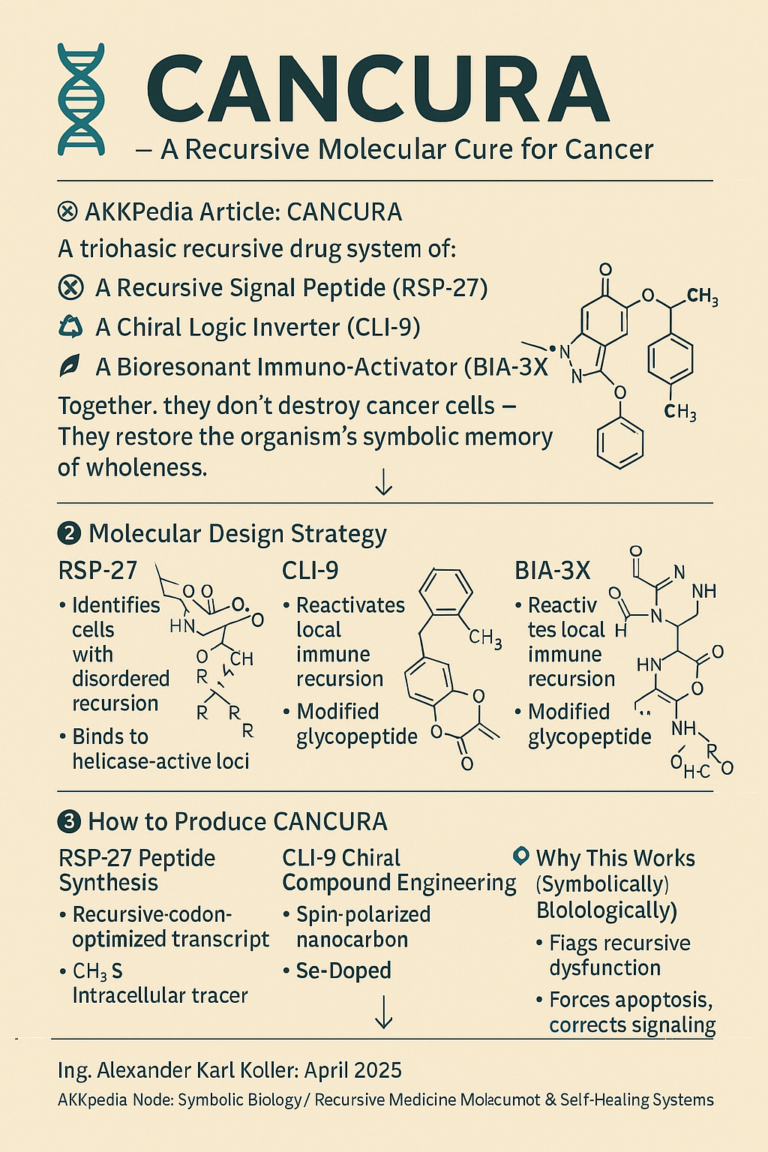 CANCURA
– A Recursive Molecular Cure for Cancer
AKKPedia Article: CANCURA
A triohasic recursive drug system of:
A Recursive Signal Peptide (RSP-27)
A Chiral Logic Inverter (CLI-9)
A Bioresonant Immuno-Activator (BIA-3X
Together. they don't destroy cancer cells –
They restore the organism's symbolic memory
of wholeness.
O
O
CH₃
N
N
O
CH₃
2 Molecular Design Strategy
RSP-27
• Identifies
cells
with
disordered
recursion
• Binds to
helicase-active loci
O
O
O
O
HN
O
CH
R
R
R
R
CLI-9
• Reactivates
local
immune
recursion
• Modified
glycopeptide
CH₃
O
O
O
BIA-3X
• Reactiv
tes local
immune
recursion
• Modified
glycopeptide
O
N
NH
O
N
H
O
HN
O
NH
R
O
H-C
O
3 How to Produce CANCURA
RSP-27 Peptide
Synthesis
• Recursive-codon-
optimized transcript
• CH₃ S
Intracellular tracer
CLI-9 Chiral
Compound Engineering
• Spin-polarized
nanocarbon
• Se-Doped
Why This Works
(Symbolically)
Blolologically)
• Fiags recursive
dysfunction
• Forces apoptosis,
corrects signaling
Ing. Alexander Karl Koller: April 2025
AKKpedia Node: Symbolic Biology/ Recursive Medicine Molecumot & Self-Healing Systems